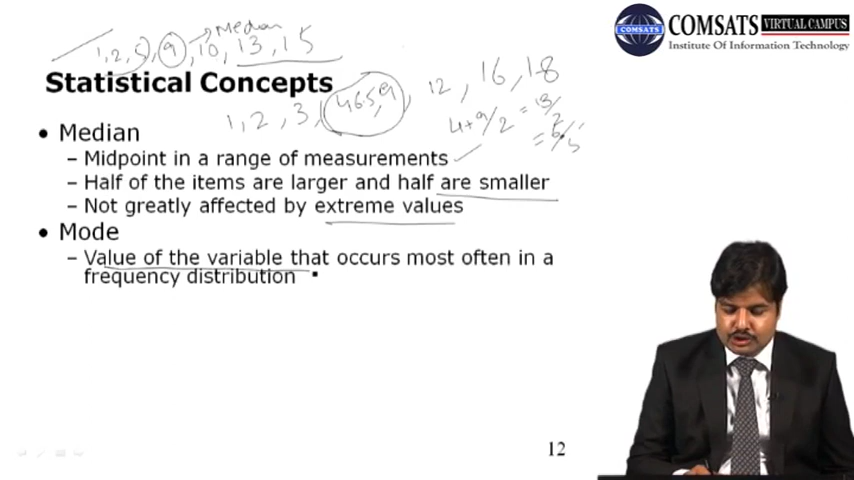 COMSATS VIRTUAL CAMPUS
Institute Of Information Technology
Median
1, 2, 5, 9, 10, 13, 15
Statistical Concepts
1, 2, 3, 4 6.5, 9, 12, 16, 18
4+9/2 = 13/2
= 6.5
• Median
– Midpoint in a range of measurements
– Half of the items are larger and half are smaller
– Not greatly affected by extreme values
• Mode
– Value of the variable that occurs most often in a
frequency distribution
12